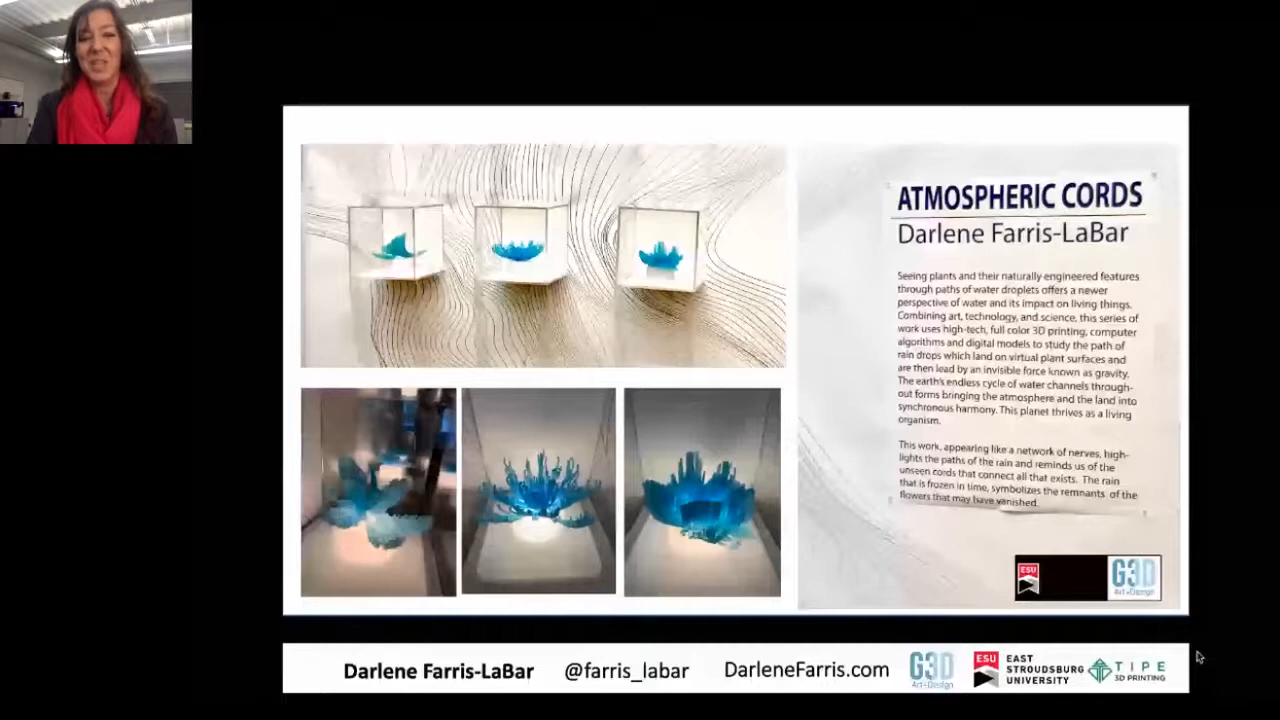 ATMOSPHERIC CORDS
Darlene Farris-LaBar
Seeing plants and their naturally engineered features
through paths of water droplets offers a newer
perspective of water and its impact on living things.
Combining art, technology, and science, this series of
work uses high-tech, full color 3D printing, computer
algorithms and digital models to study the path of
rain drops which land on virtual plant surfaces and
are then lead by an invisible force known as gravity.
The earth's endless cycle of water channels through-
out forms bringing the atmosphere and the land into
synchronous harmony. This planet thrives as a living
organism.
This work, appearing like a network of nerves, high-
lights the paths of the rain and reminds us of the
unseen cords that connect all that exists. The rain
that is frozen in time, symbolizes the remnants of the
flowers that may have vanished.
ESU
G3D
Art+Design
Darlene Farris-LaBar @farris_labar DarleneFarris.com
G3D
Art+Design
ESU
EAST
STROUDSBURG
UNIVERSITY
TIPE
3D PRINTING